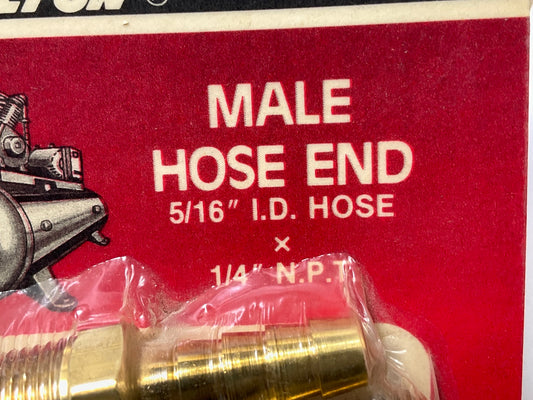 MALE
HOSE END
5/16" I.D. HOSE
×
1/4" N.P.T